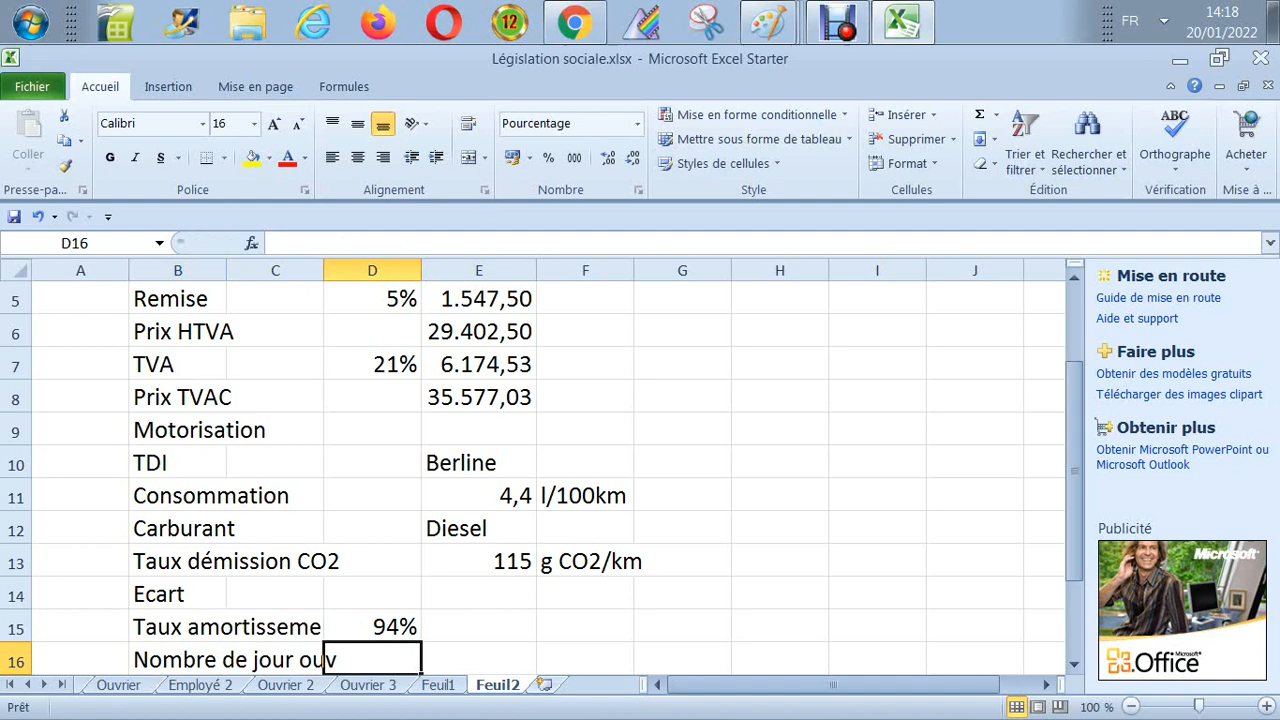 12
FR
14:18
20/01/2022
Législation sociale.xlsx - Microsoft Excel Starter
Fichier Accueil Insertion Mise en page Formules
Coller
Presse-pa...
Calibri 16
G I S
Police
Alignement
Pourcentage
% 000
Nombre
Mise en forme conditionnelle
Mettre sous forme de tableau
Styles de cellules
Style
Insérer
Supprimer
Format
Cellules
Σ
Trier et filtrer
Rechercher et sélectionner
Édition
ABC
Orthographe
Vérification
Acheter
Mise à ...
D16 fx
A B C D E F G H I J
5 Remise 5% 1.547,50
6 Prix HTVA 29.402,50
7 TVA 21% 6.174,53
8 Prix TVAC 35.577,03
9 Motorisation
10 TDI Berline
11 Consommation 4,4 l/100km
12 Carburant Diesel
13 Taux démission CO2 115 g CO2/km
14 Ecart
15 Taux amortisseme 94%
16 Nombre de jour ouv
Mise en route
Guide de mise en route
Aide et support
Faire plus
Obtenir des modèles gratuits
Télécharger des images clipart
Obtenir plus
Obtenir Microsoft PowerPoint ou
Microsoft Outlook
Publicité
Microsoft
Microsoft
Office
Ouvrier Employé 2 Ouvrier 2 Ouvrier 3 Feuil1 Feuil2
Prêt
100 %